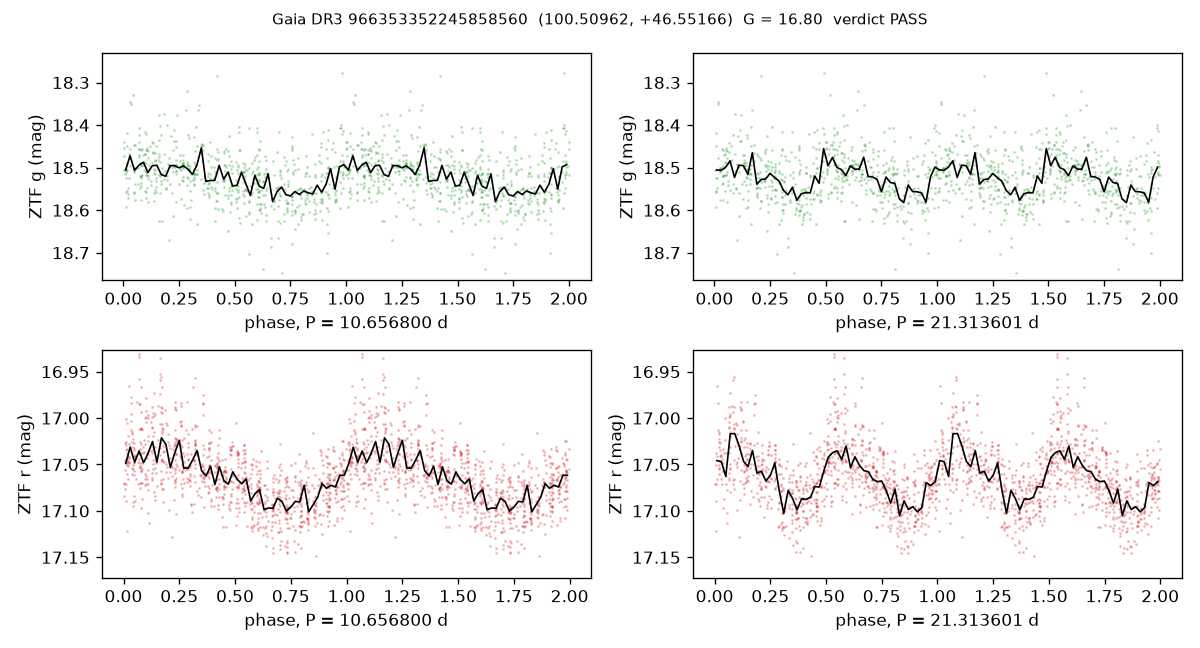 Gaia DR3 966353352245858560 (100.50962, +46.55166) G = 16.80 verdict PASS
ZTF g (mag)
18.3
18.4
18.5
18.6
18.7
0.00 0.25 0.50 0.75 1.00 1.25 1.50 1.75 2.00
phase, P = 10.656800 d
ZTF g (mag)
18.3
18.4
18.5
18.6
18.7
0.00 0.25 0.50 0.75 1.00 1.25 1.50 1.75 2.00
phase, P = 21.313601 d
ZTF r (mag)
16.95
17.00
17.05
17.10
17.15
0.00 0.25 0.50 0.75 1.00 1.25 1.50 1.75 2.00
phase, P = 10.656800 d
ZTF r (mag)
16.95
17.00
17.05
17.10
17.15
0.00 0.25 0.50 0.75 1.00 1.25 1.50 1.75 2.00
phase, P = 21.313601 d